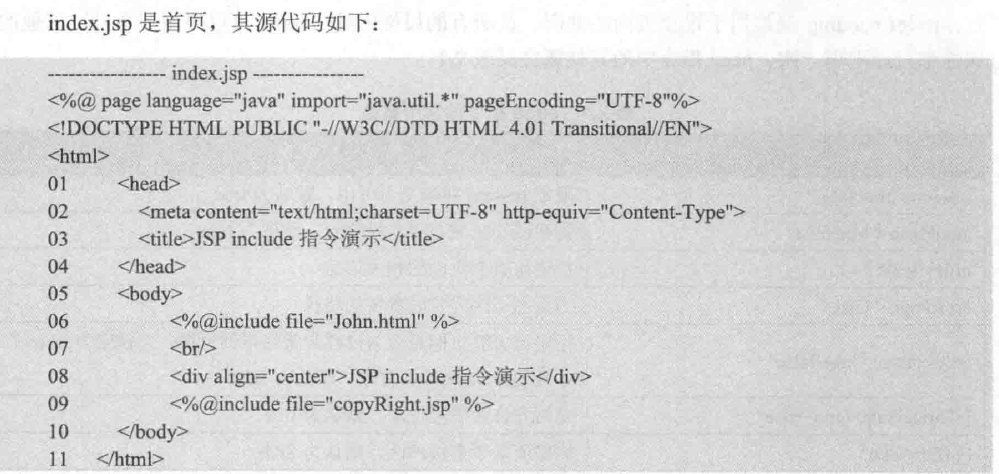 index.jsp 是首页，其源代码如下：
---------------- index.jsp ----------------
<%@ page language="java" import="java.util.*" pageEncoding="UTF-8"%>
<!DOCTYPE HTML PUBLIC "-//W3C//DTD HTML 4.01 Transitional//EN">
<html>
01 <head>
02 <meta content="text/html;charset=UTF-8" http-equiv="Content-Type">
03 <title>JSP include 指令演示</title>
04 </head>
05 <body>
06 <%@include file="John.html" %>
07 <br/>
08 <div align="center">JSP include 指令演示</div>
09 <%@include file="copyRight.jsp" %>
10 </body>
11 </html>